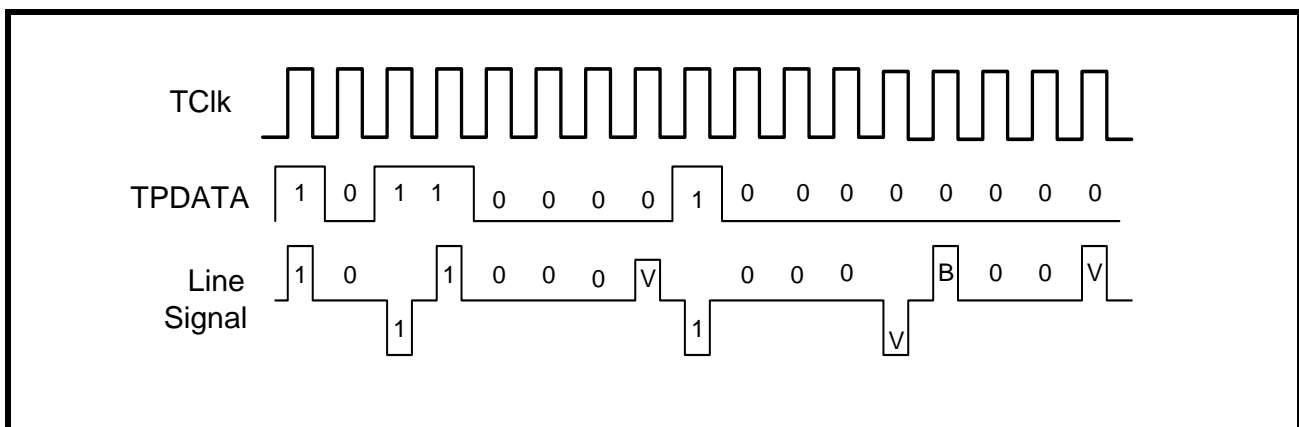 TClk
TPDATA 1 0 1 1 0 0 0 0 1 0 0 0 0 0 0 0 0
Line Signal 1 0 1 1 0 0 0 V 1 0 0 0 V B 0 0 V